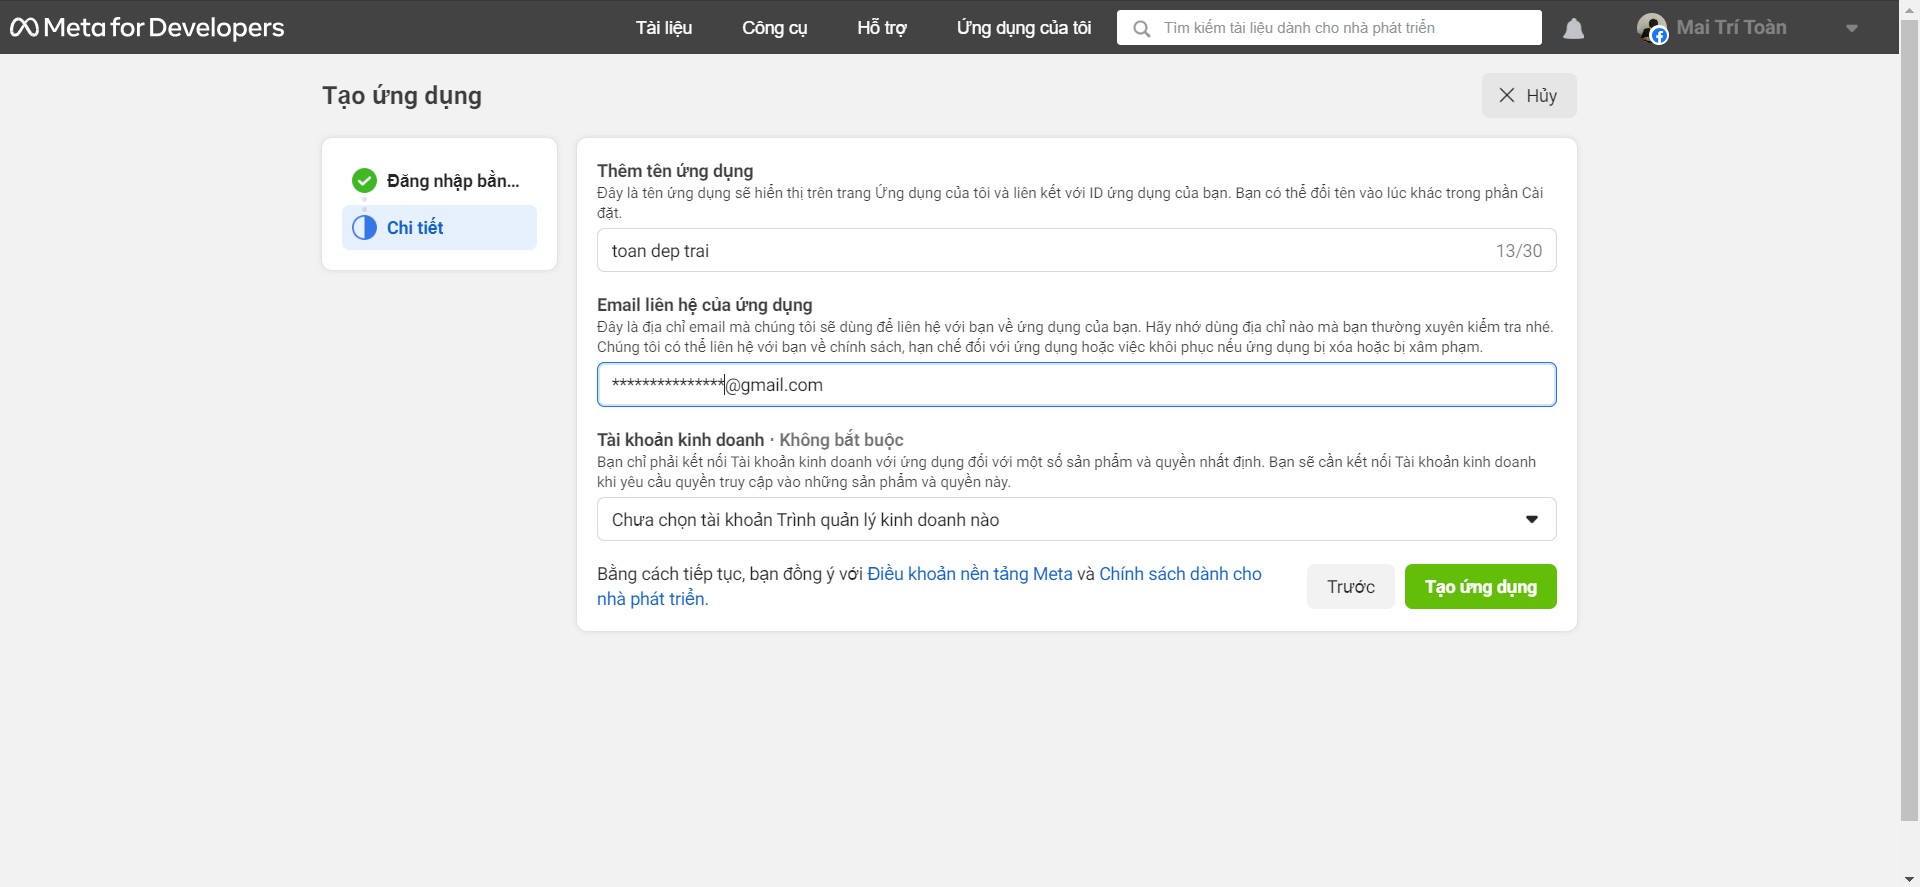 Meta for Developers
Tài liệu
Công cụ
Hỗ trợ
Ứng dụng của tôi
Tìm kiếm tài liệu dành cho nhà phát triển
Mai Trí Toàn
Tạo ứng dụng
Hủy
Đăng nhập bằn...
Chi tiết
Thêm tên ứng dụng
Đây là tên ứng dụng sẽ hiển thị trên trang Ứng dụng của tôi và liên kết với ID ứng dụng của bạn. Bạn có thể đổi tên vào lúc khác trong phần Cài
đặt.
toan dep trai
13/30
Email liên hệ của ứng dụng
Đây là địa chỉ email mà chúng tôi sẽ dùng để liên hệ với bạn về ứng dụng của bạn. Hãy nhớ dùng địa chỉ nào mà bạn thường xuyên kiểm tra nhé.
Chúng tôi có thể liên hệ với bạn về chính sách, hạn chế đối với ứng dụng hoặc việc khôi phục nếu ứng dụng bị xóa hoặc bị xâm phạm.
***************@gmail.com
Tài khoản kinh doanh · Không bắt buộc
Bạn chỉ phải kết nối Tài khoản kinh doanh với ứng dụng đối với một số sản phẩm và quyền nhất định. Bạn sẽ cần kết nối Tài khoản kinh doanh
khi yêu cầu quyền truy cập vào những sản phẩm và quyền này.
Chưa chọn tài khoản Trình quản lý kinh doanh nào
Bằng cách tiếp tục, bạn đồng ý với Điều khoản nền tảng Meta và Chính sách dành cho
nhà phát triển.
Trước
Tạo ứng dụng